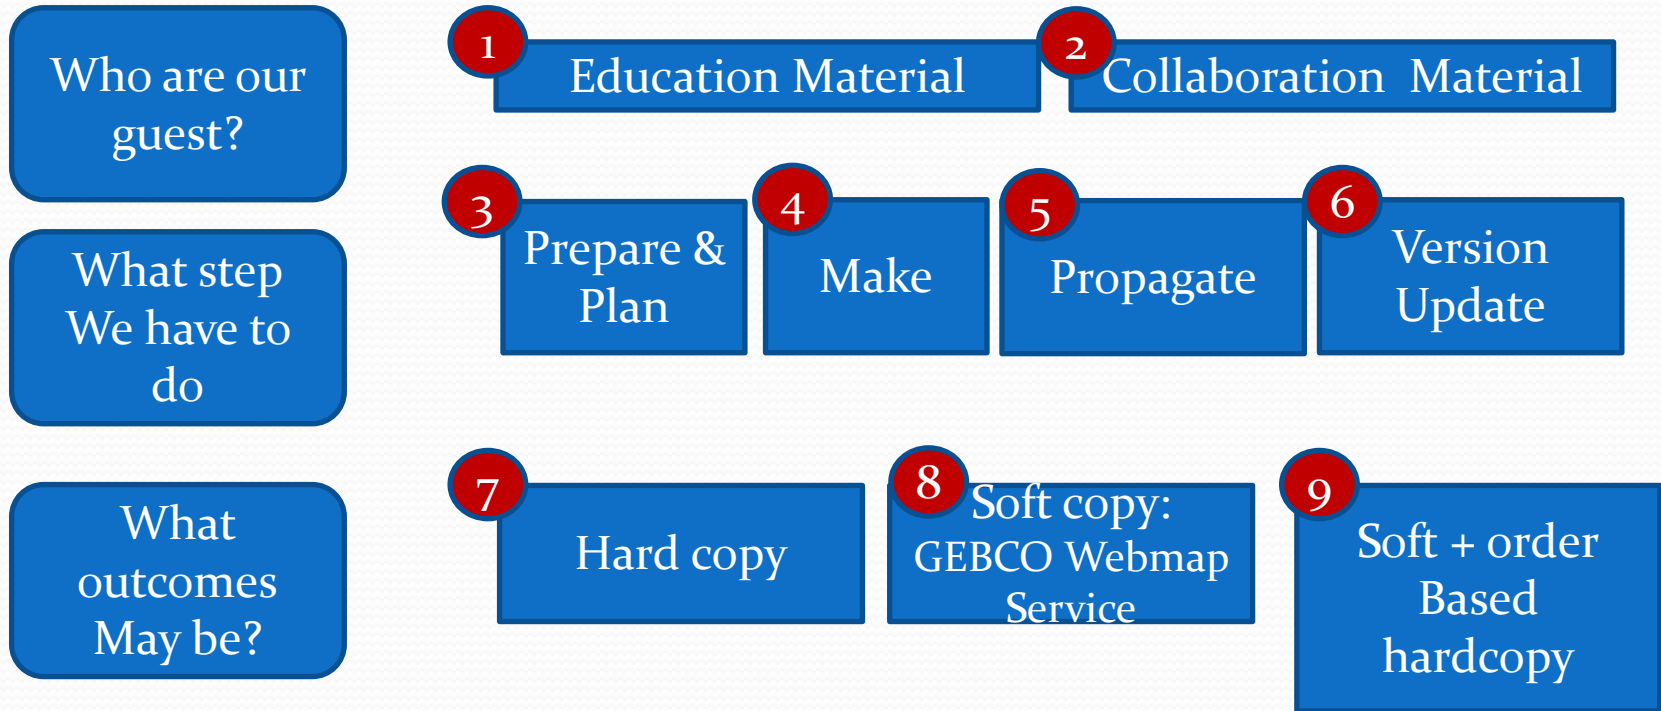 Who are our
guest?
1
Education Material
2
Collaboration  Material
What step
We have to
do
3
Prepare &
Plan
4
Make
5
Propagate
6
Version
Update
What
outcomes
May be?
7
Hard copy
8
Soft copy:
GEBCO Webmap
Service
9
Soft + order
Based
hardcopy